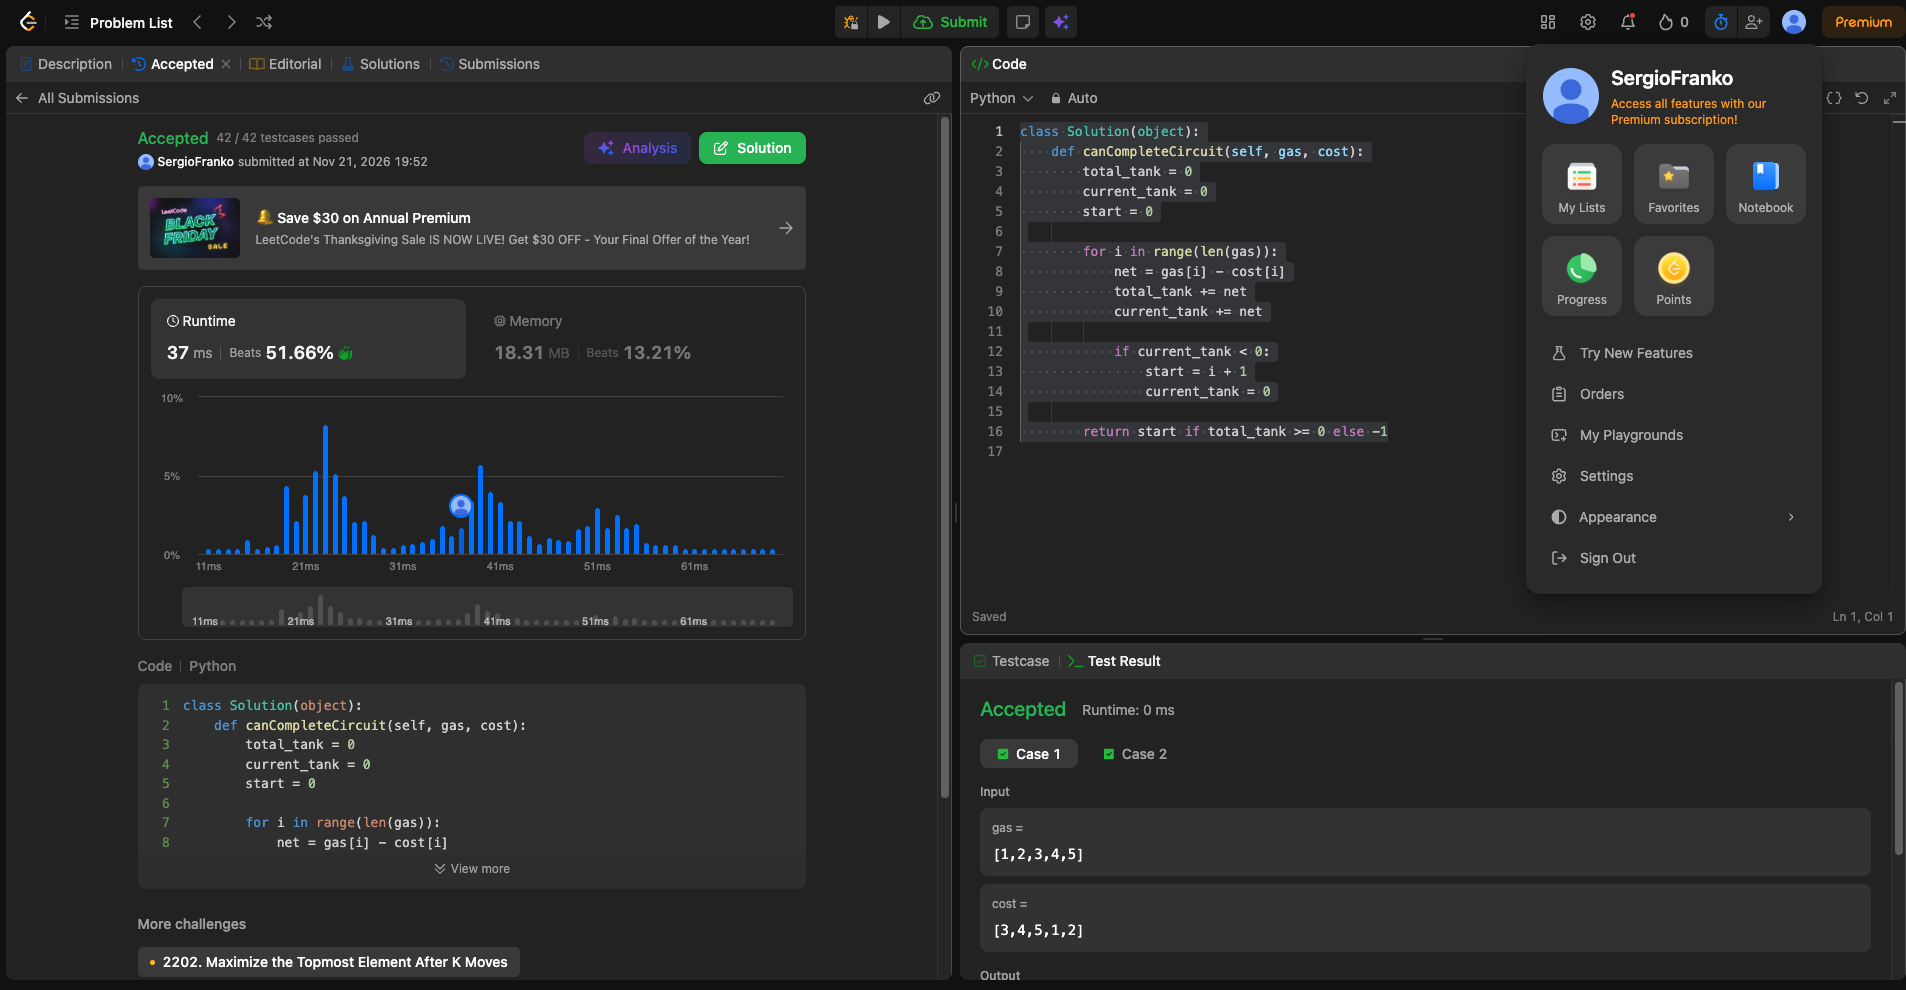 Problem List
Submit
0
Premium
Description
Accepted
Editorial
Solutions
Submissions
All Submissions
Accepted 42 / 42 testcases passed
SergioFranko submitted at Nov 21, 2026 19:52
Analysis
Solution
LeetCode
BLACK
FRIDAY
SALE
Save $30 on Annual Premium
LeetCode's Thanksgiving Sale IS NOW LIVE! Get $30 OFF - Your Final Offer of the Year!
Runtime
37 ms | Beats 51.66%
Memory
18.31 MB | Beats 13.21%
10%
5%
0%
11ms 21ms 31ms 41ms 51ms 61ms
11ms 21ms 31ms 41ms 51ms 61ms
Code | Python
1 class Solution(object):
2     def canCompleteCircuit(self, gas, cost):
3         total_tank = 0
4         current_tank = 0
5         start = 0
6
7         for i in range(len(gas)):
8             net = gas[i] - cost[i]
View more
More challenges
2202. Maximize the Topmost Element After K Moves
</> Code
Python
Auto
1 class Solution(object):
2     def canCompleteCircuit(self, gas, cost):
3         total_tank = 0
4         current_tank = 0
5         start = 0
6
7         for i in range(len(gas)):
8             net = gas[i] - cost[i]
9             total_tank += net
10             current_tank += net
11
12             if current_tank < 0:
13                 start = i + 1
14                 current_tank = 0
15
16         return start if total_tank >= 0 else -1
17
Saved
Ln 1, Col 1
SergioFranko
Access all features with our
Premium subscription!
My Lists
Favorites
Notebook
Progress
Points
Try New Features
Orders
My Playgrounds
Settings
Appearance
Sign Out
Testcase
Test Result
Accepted Runtime: 0 ms
Case 1
Case 2
Input
gas =
[1,2,3,4,5]
cost =
[3,4,5,1,2]
Output